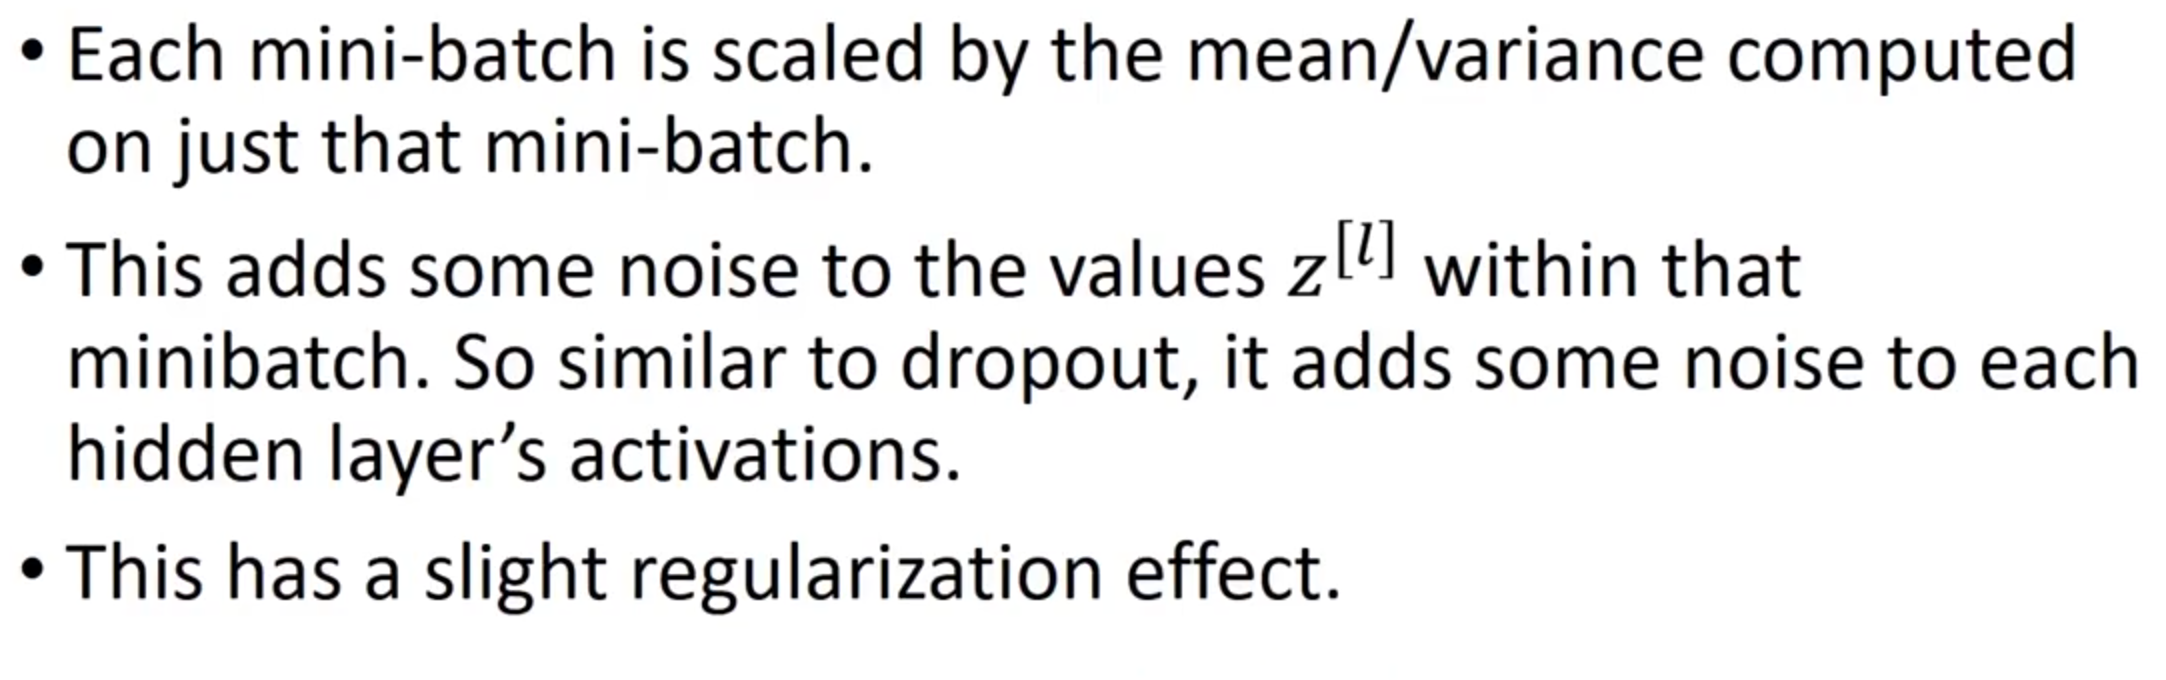 • Each mini-batch is scaled by the mean/variance computed
on just that mini-batch.
• This adds some noise to the values z^[l] within that
minibatch. So similar to dropout, it adds some noise to each
hidden layer’s activations.
• This has a slight regularization effect.